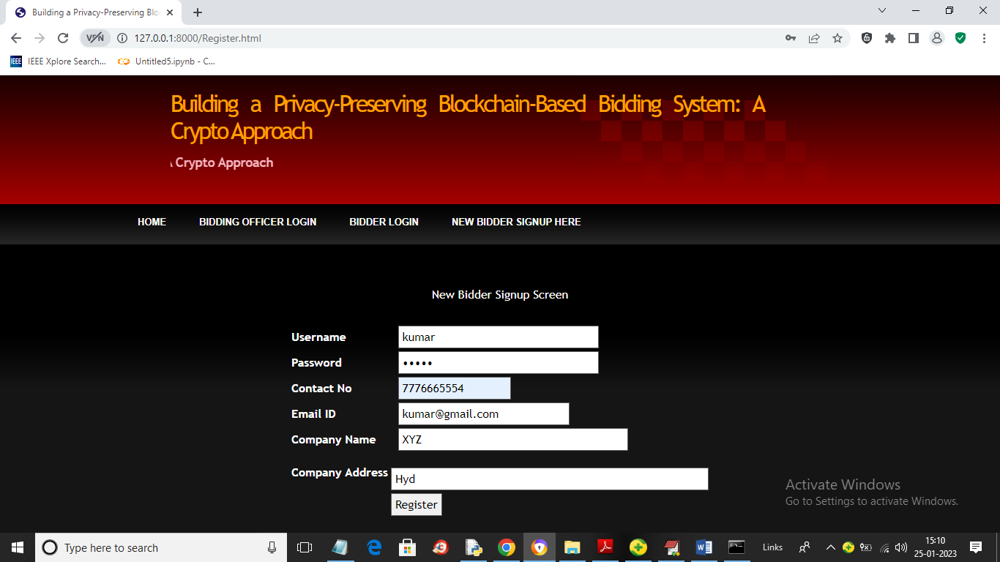 Building a Privacy-Preserving Blo
VPN 127.0.0.1:8000/Register.html
IEEE IEEE Xplore Search... Untitled5.ipynb - C...
Building a Privacy-Preserving Blockchain-Based Bidding System: A
Crypto Approach
Crypto Approach
HOME BIDDING OFFICER LOGIN BIDDER LOGIN NEW BIDDER SIGNUP HERE
New Bidder Signup Screen
Username kumar
Password •••••
Contact No 7776665554
Email ID kumar@gmail.com
Company Name XYZ
Company Address Hyd
Register
Activate Windows
Go to Settings to activate Windows.
Type here to search Links 15:10
25-01-2023